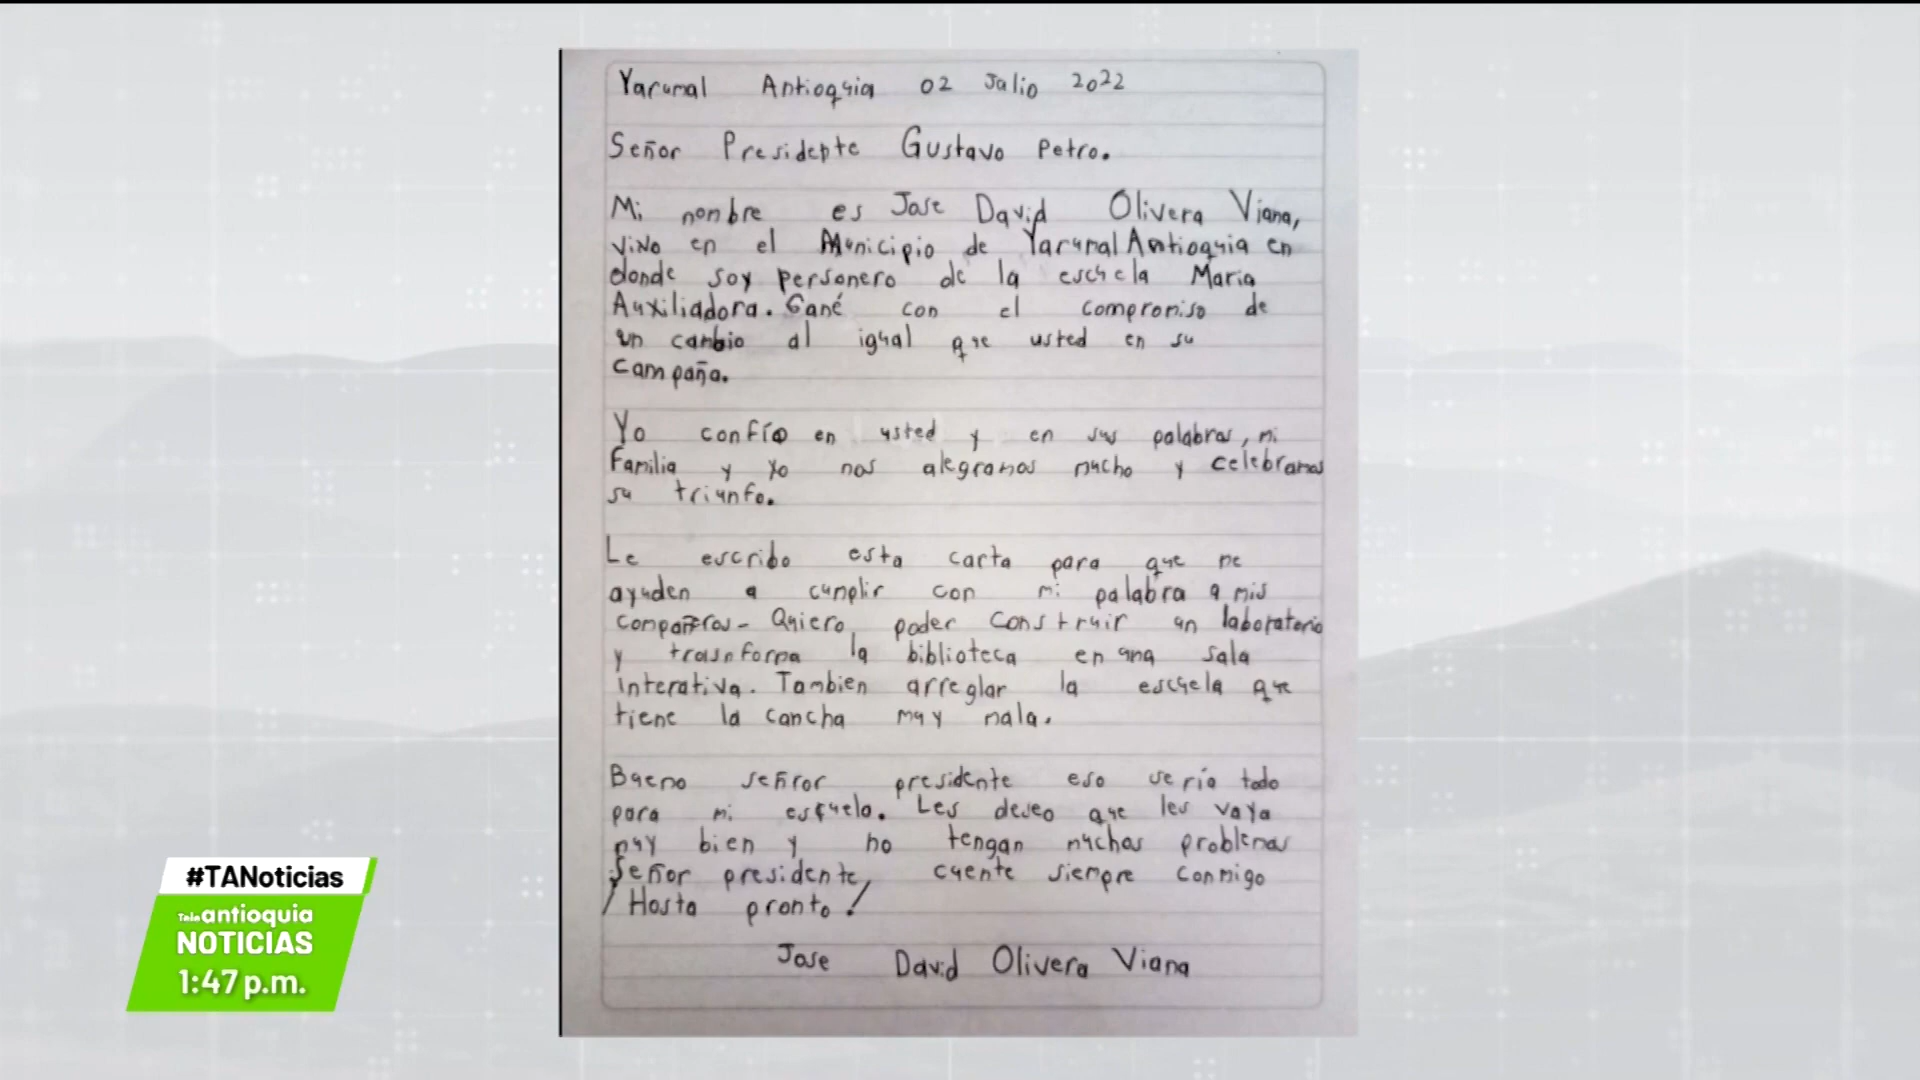 Yarumal Antioquia 02 Julio 2022
Señor Presidente Gustavo Petro.
Mi nombre es Jose David Olivera Viana,
vivo en el Municipio de Yarumal Antioquia en
donde soy personero de la escuela Maria
Auxiliadora. Gané con el compromiso de
un cambio al igual que usted en su
campaña.
Yo confío en usted y en sus palabras, mi
Familia y yo nos alegramos mucho y celebramos
su triunfo.
Le escribo esta carta para que me
ayuden a cumplir con mi palabra a mis
compañeros - Quiero poder construir un laboratorio
y trasnforma la biblioteca en una sala
interativa. Tambien arreglar la escuela que
tiene la cancha muy mala.
Bueno señror presidente eso seria todo
para mi escuela. Les deseo que les vaya
muy bien y no tengan muchos problemas
Señor presidente, cuente siempre conmigo
¡Hasta pronto!
Jose David Olivera Viana
#TANoticias
Teleantioquia
NOTICIAS
1:47 p.m.